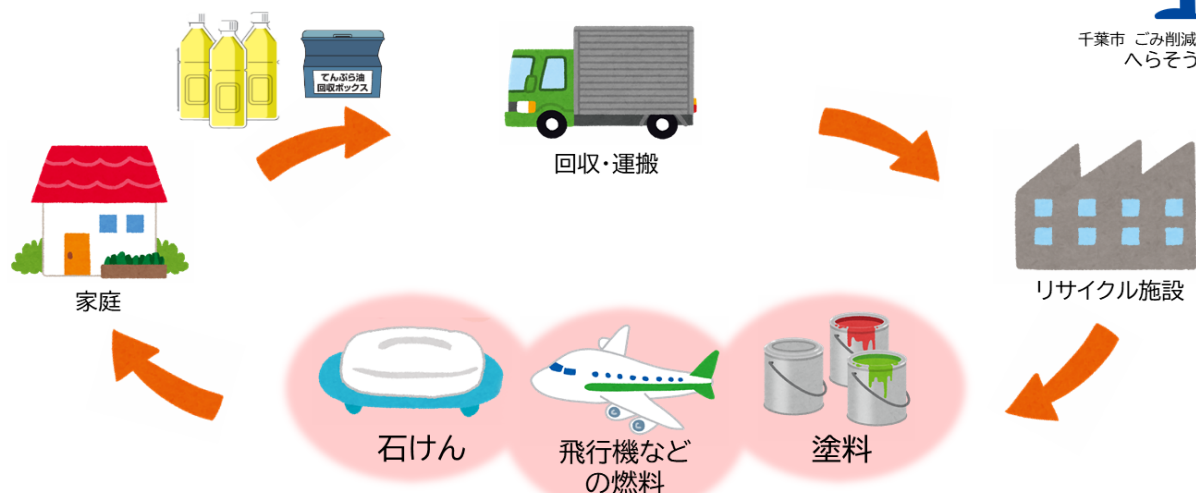 千葉市 ごみ削減
へらそう
てんぷら油
回収ボックス
回収・運搬
家庭
リサイクル施設
石けん
飛行機など
の燃料
塗料